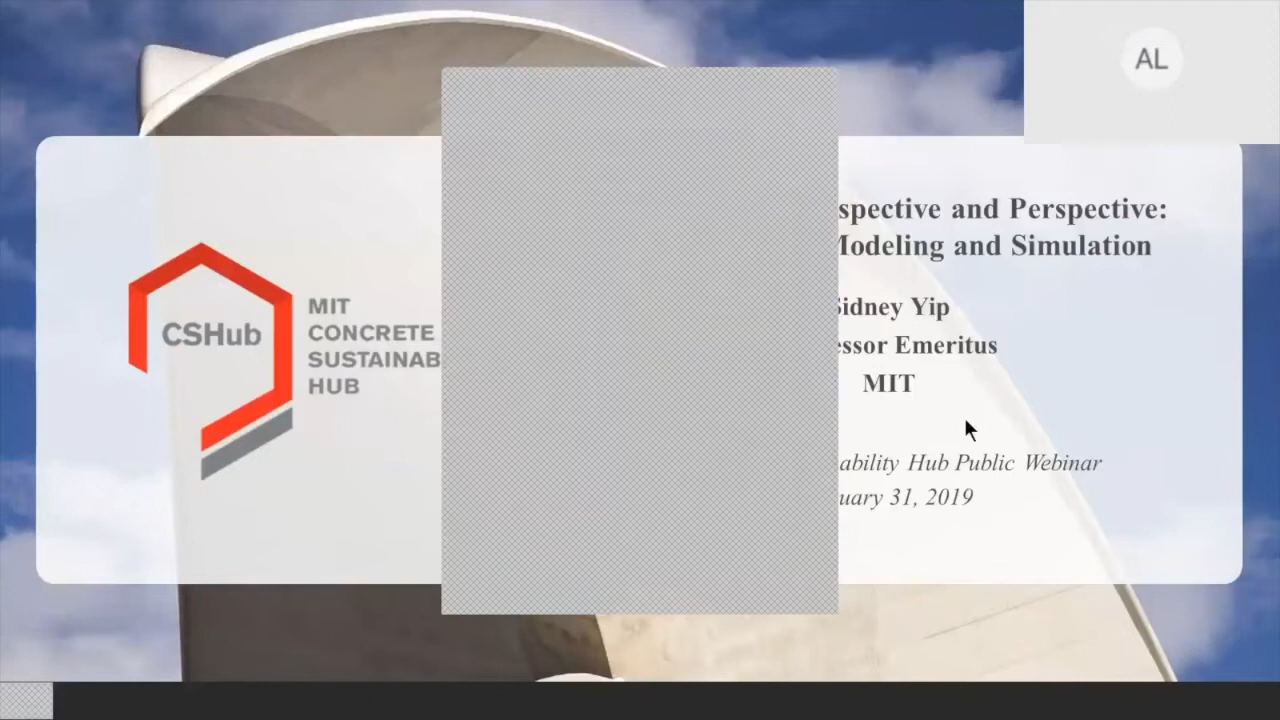 AL
CSHub
MIT
CONCRETE
SUSTAINAB
HUB
spective and Perspective:
Modeling and Simulation
Sidney Yip
essor Emeritus
MIT
ability Hub Public Webinar
uary 31, 2019